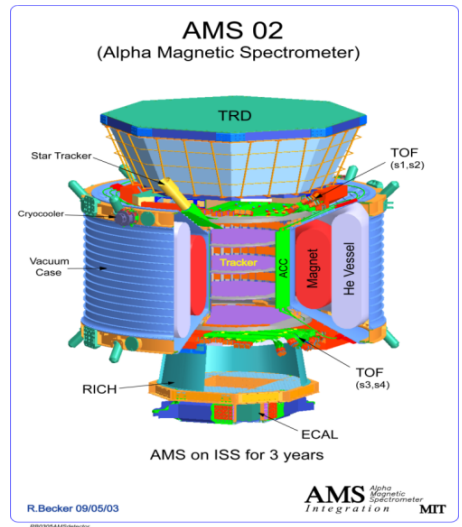 AMS 02
(Alpha Magnetic Spectrometer)
TRD
Star Tracker
TOF
(s1,s2)
Cryocooler
Vacuum
Case
Tracker
ACC
Magnet
He Vessel
TOF
(s3,s4)
RICH
ECAL
AMS on ISS for 3 years
R.Becker 09/05/03
AMS Alpha
Magnetic
Spectrometer
Integration MIT